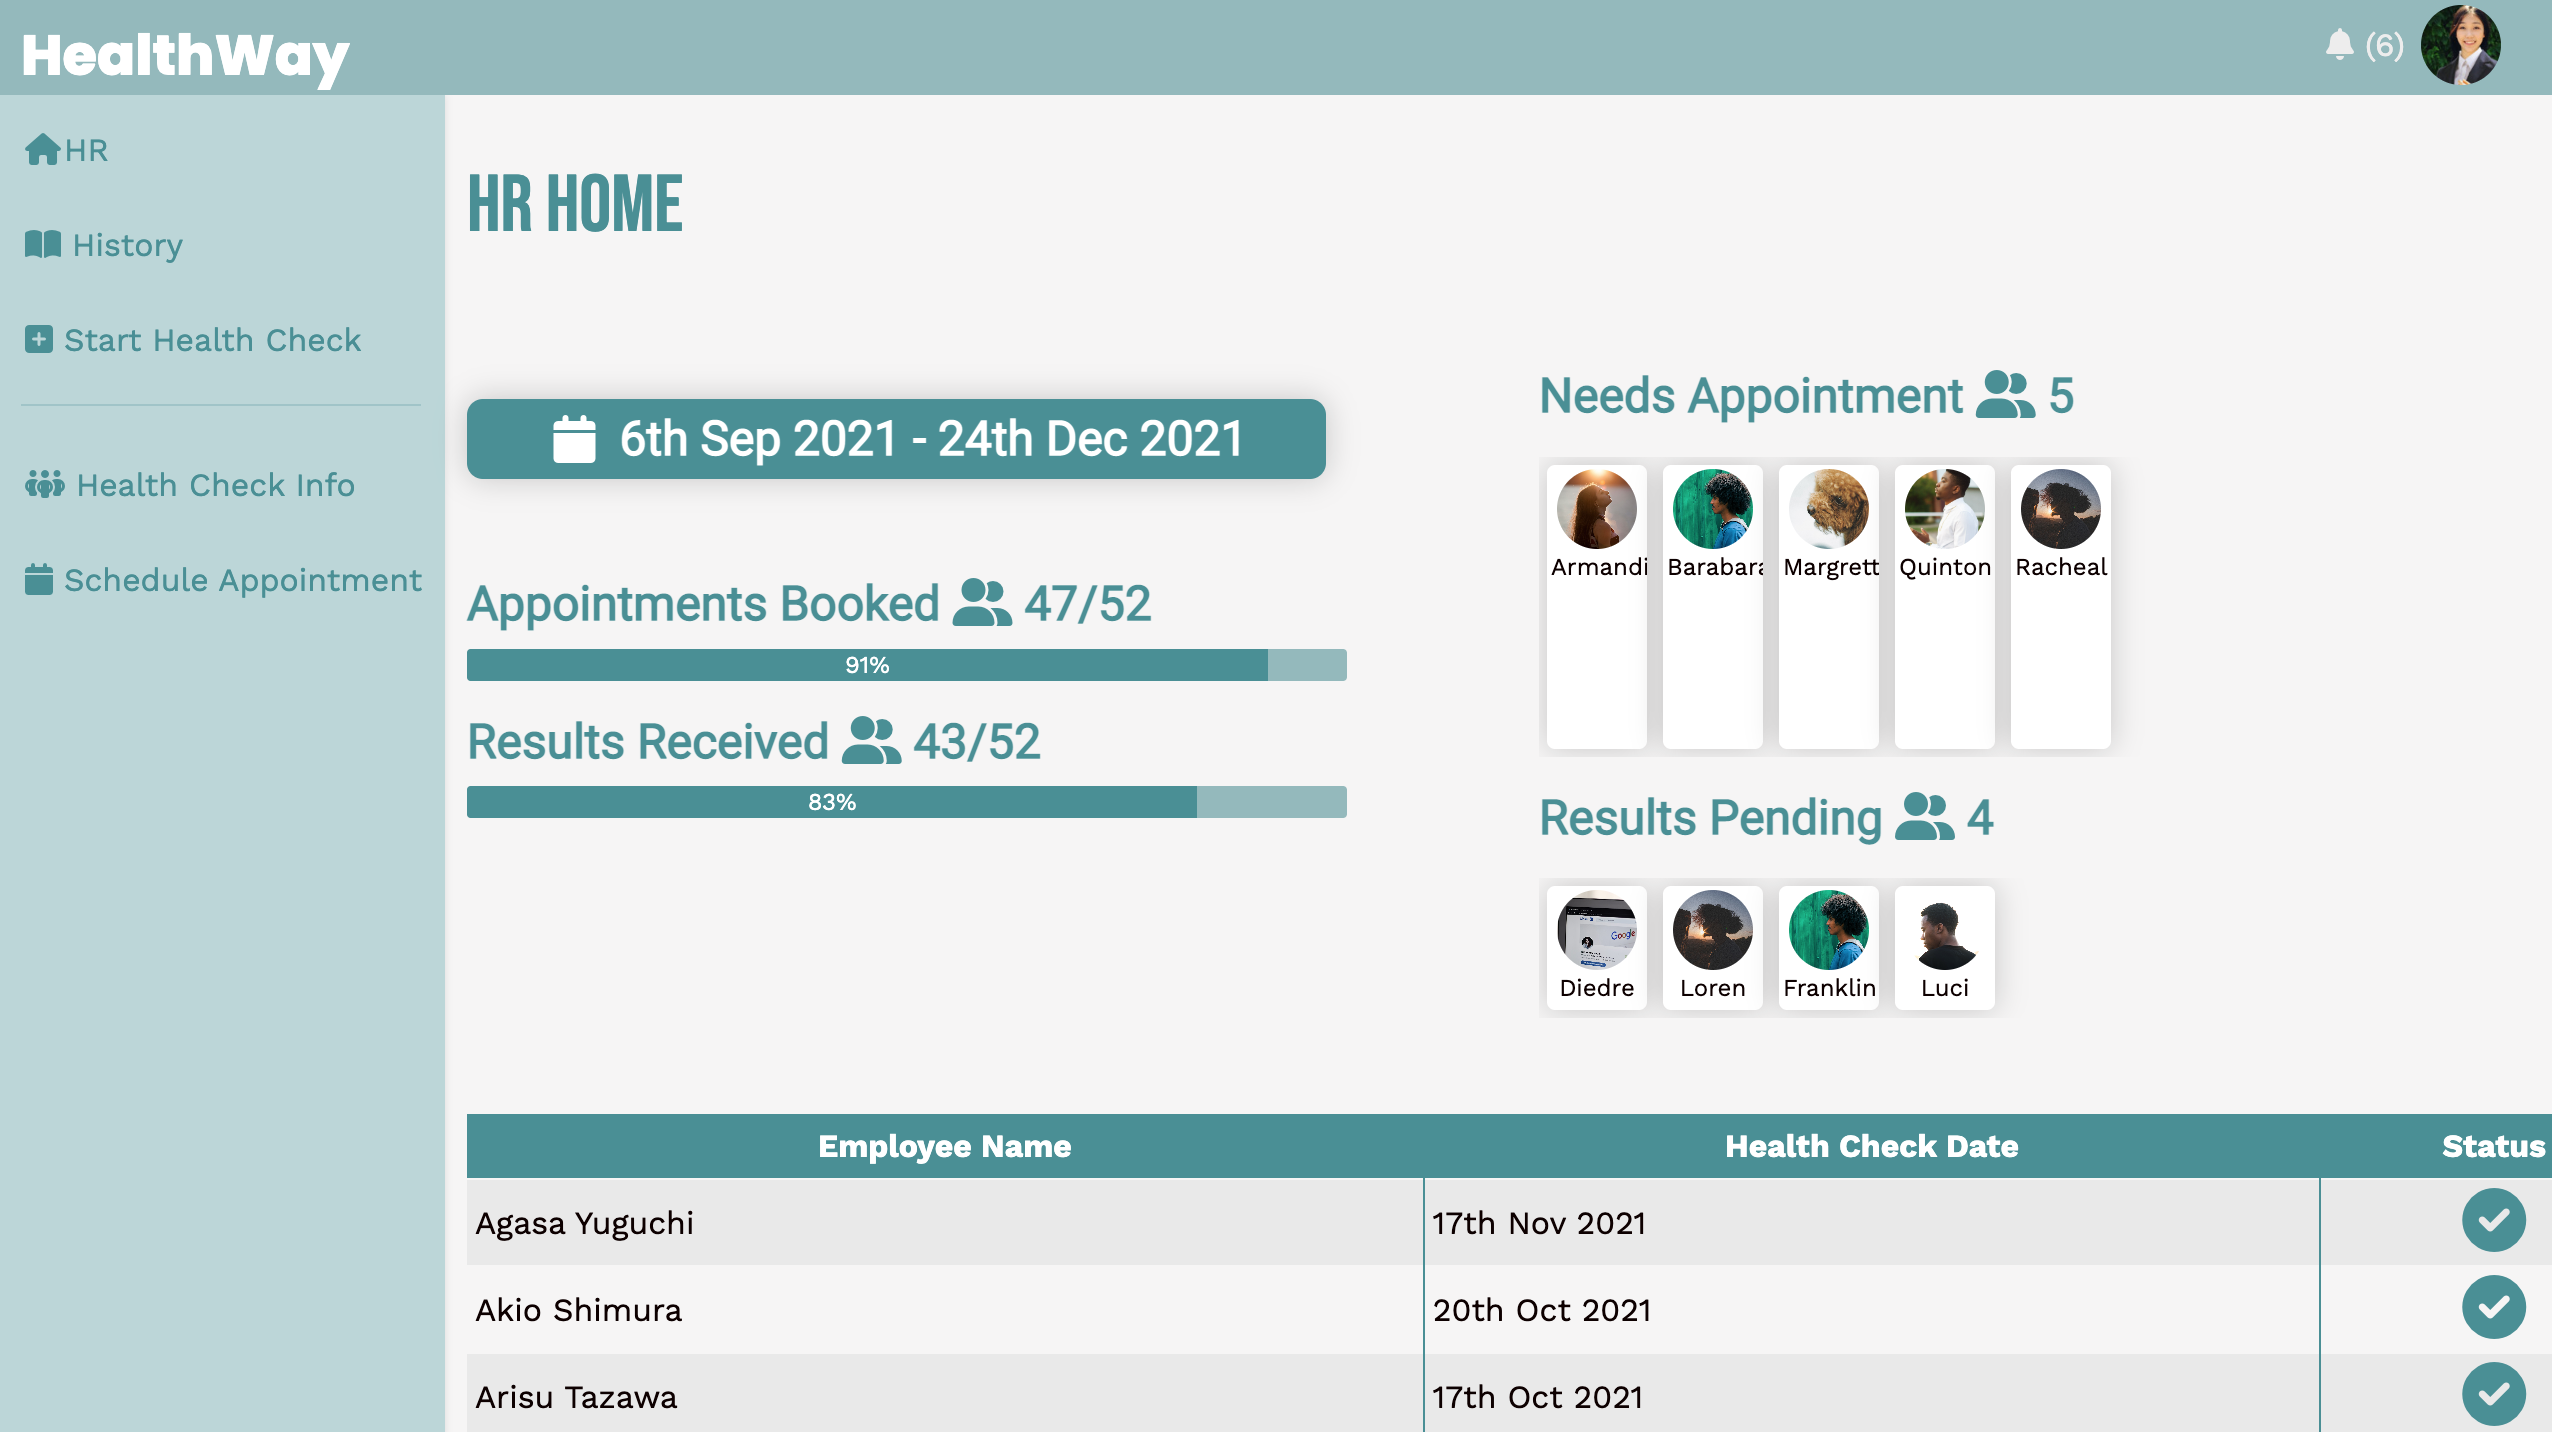 HealthWay
(6)
HR
History
Start Health Check
Health Check Info
Schedule Appointment
HR HOME
6th Sep 2021 - 24th Dec 2021
Appointments Booked 47/52
91%
Results Received 43/52
83%
Needs Appointment 5
Armandi
Barabara
Margrett
Quinton
Racheal
Results Pending 4
Google
Diedre
Loren
Franklin
Luci
Employee Name Health Check Date Status
Agasa Yuguchi 17th Nov 2021
Akio Shimura 20th Oct 2021
Arisu Tazawa 17th Oct 2021